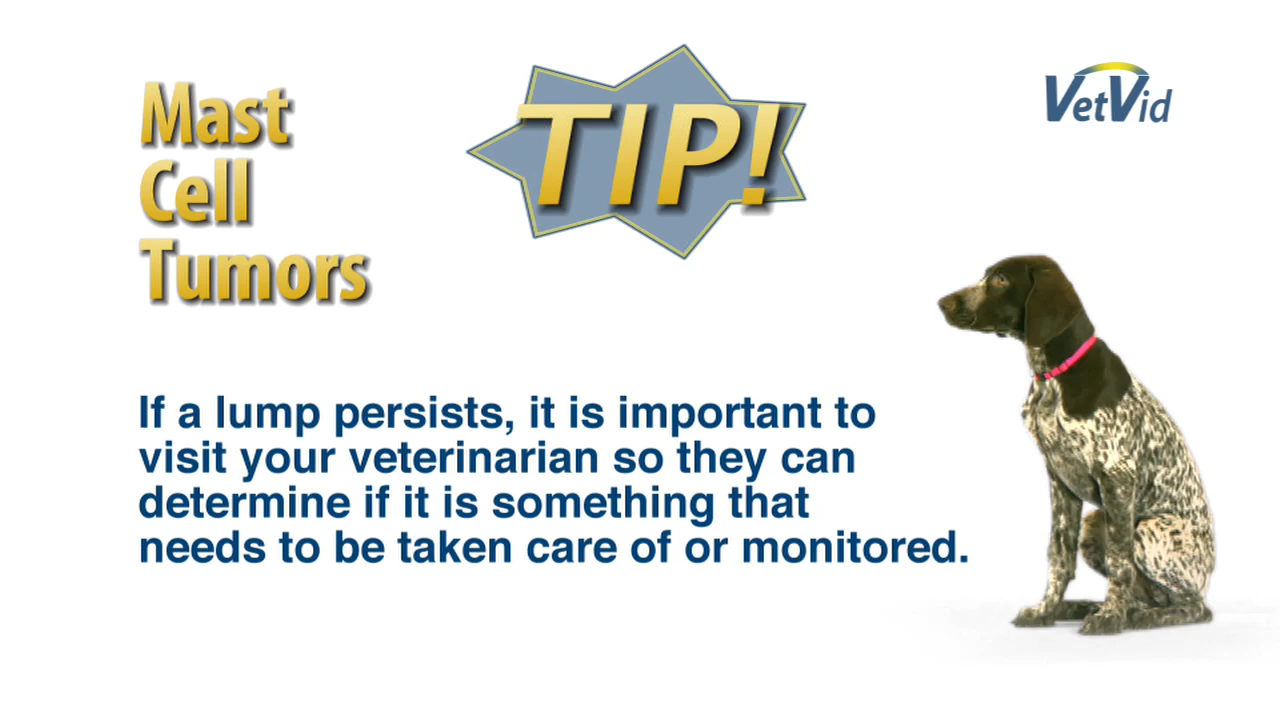 Mast
Cell
Tumors
TIP!
VetVid
If a lump persists, it is important to
visit your veterinarian so they can
determine if it is something that
needs to be taken care of or monitored.